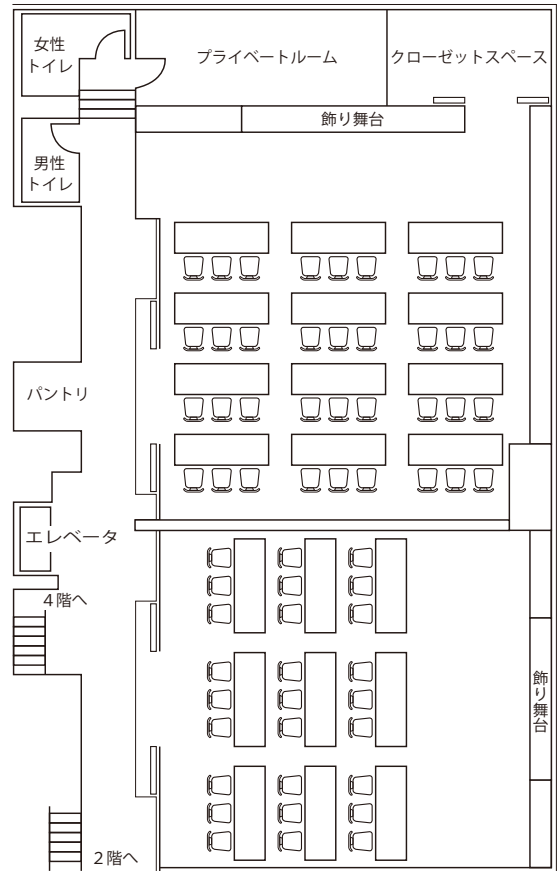 女性
トイレ
プライベートルーム
クローゼットスペース
飾り舞台
男性
トイレ
パントリ
エレベータ
4階へ
飾り舞台
2階へ